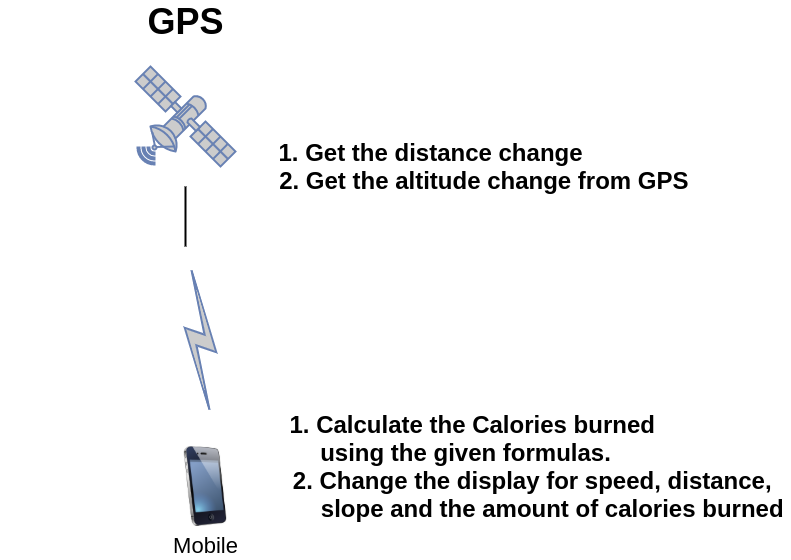 GPS
1. Get the distance change
2. Get the altitude change from GPS
1. Calculate the Calories burned
using the given formulas.
2. Change the display for speed, distance,
slope and the amount of calories burned
Mobile